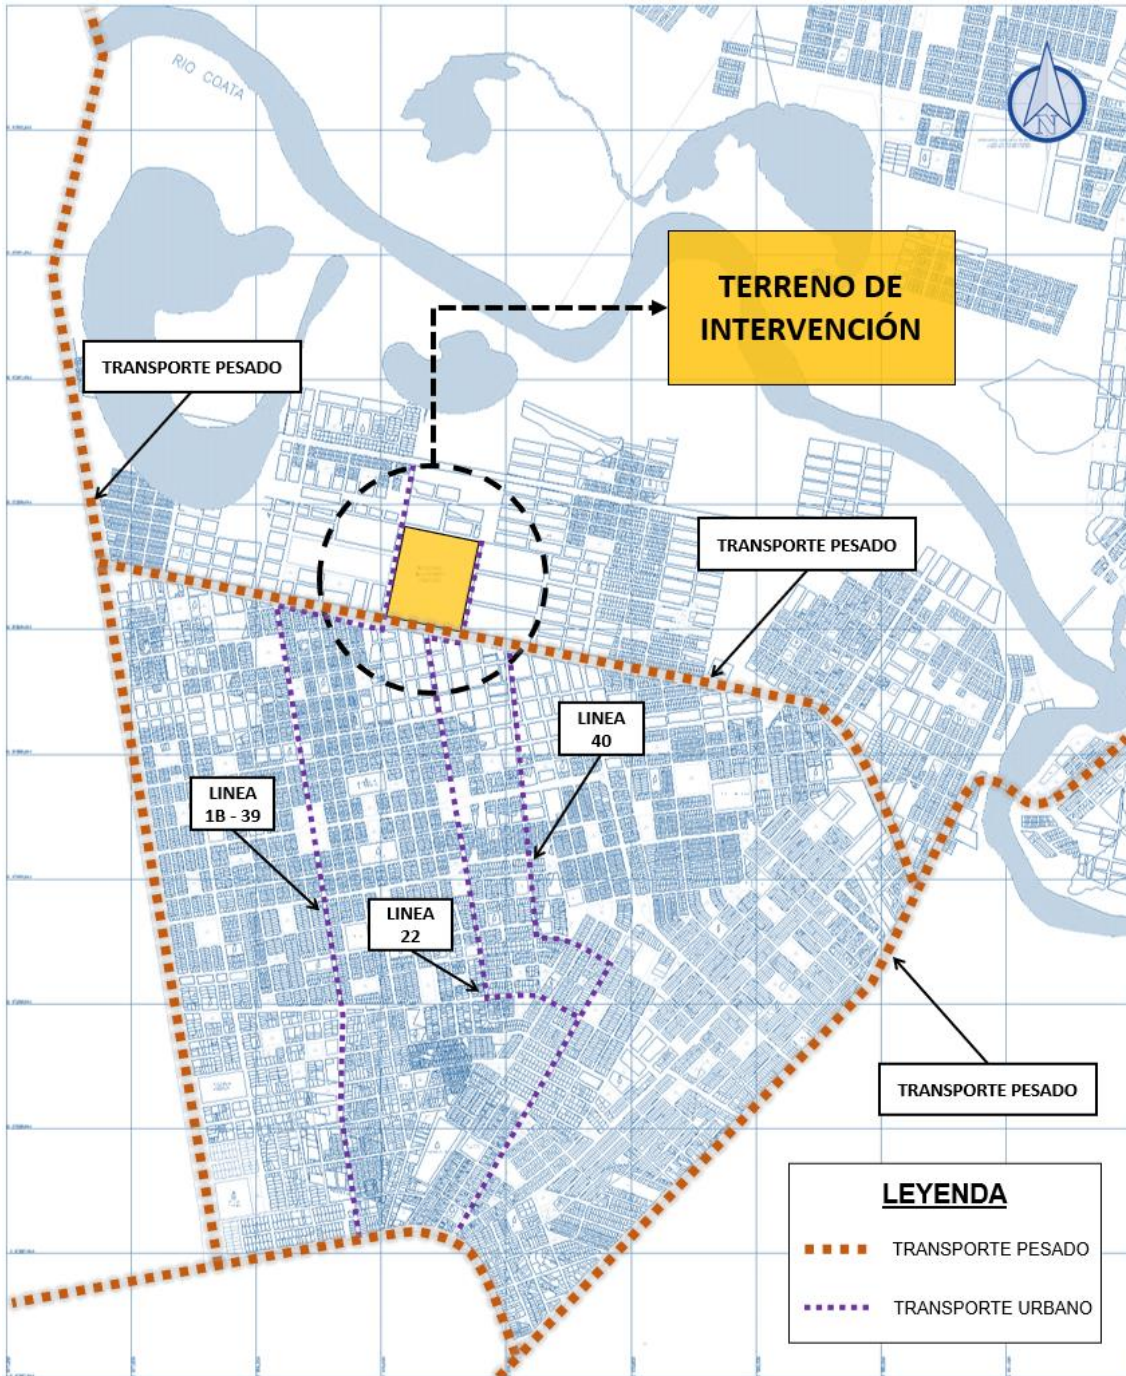 RIO COATA
N
TERRENO DE
INTERVENCIÓN
TRANSPORTE PESADO
TRANSPORTE PESADO
LINEA
40
LINEA
1B - 39
LINEA
22
TRANSPORTE PESADO
LEYENDA
TRANSPORTE PESADO
TRANSPORTE URBANO